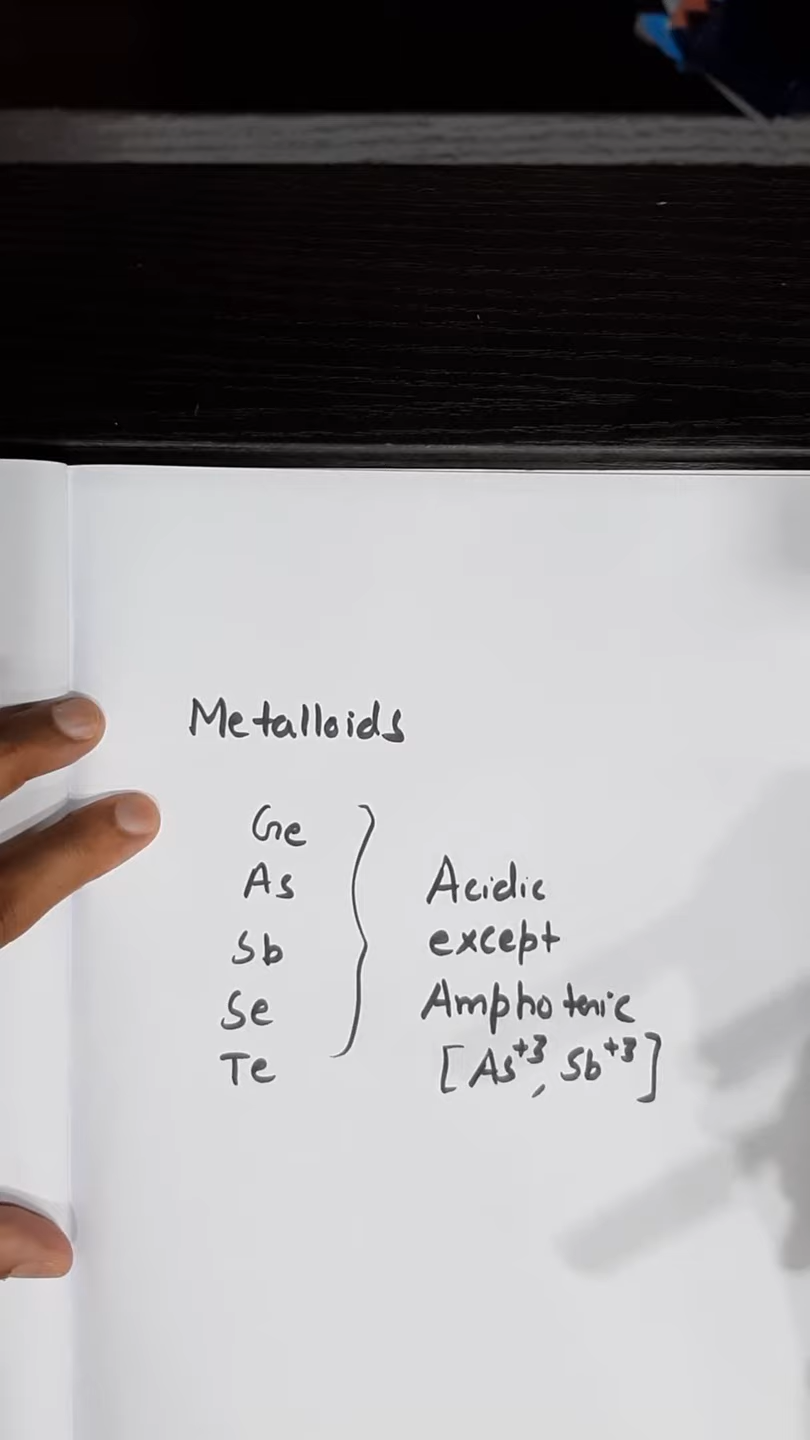 Metalloids
Ge
As
Sb
Se
Te
Acidic
except
Amphoteric
[As⁺³, Sb⁺³]